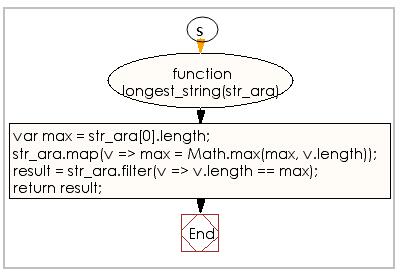 s
function
longest_string(str_ara)
var max = str_ara[0].length;
str_ara.map(v => max = Math.max(max, v.length));
result = str_ara.filter(v => v.length == max);
return result;
End